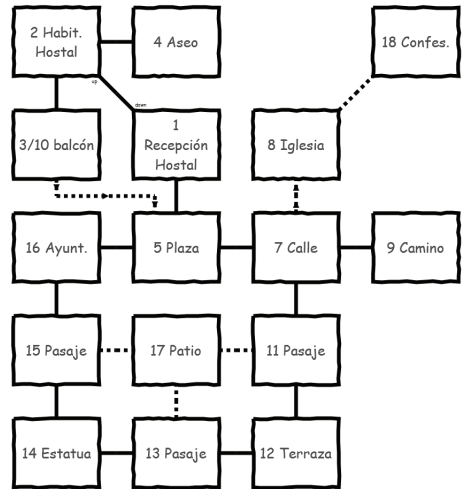 2 Habit.
Hostal
4 Aseo
18 Confes.
up
down
3/10 balcón
1
Recepción
Hostal
8 Iglesia
16 Ayunt.
5 Plaza
7 Calle
9 Camino
15 Pasaje
17 Patio
11 Pasaje
14 Estatua
13 Pasaje
12 Terraza